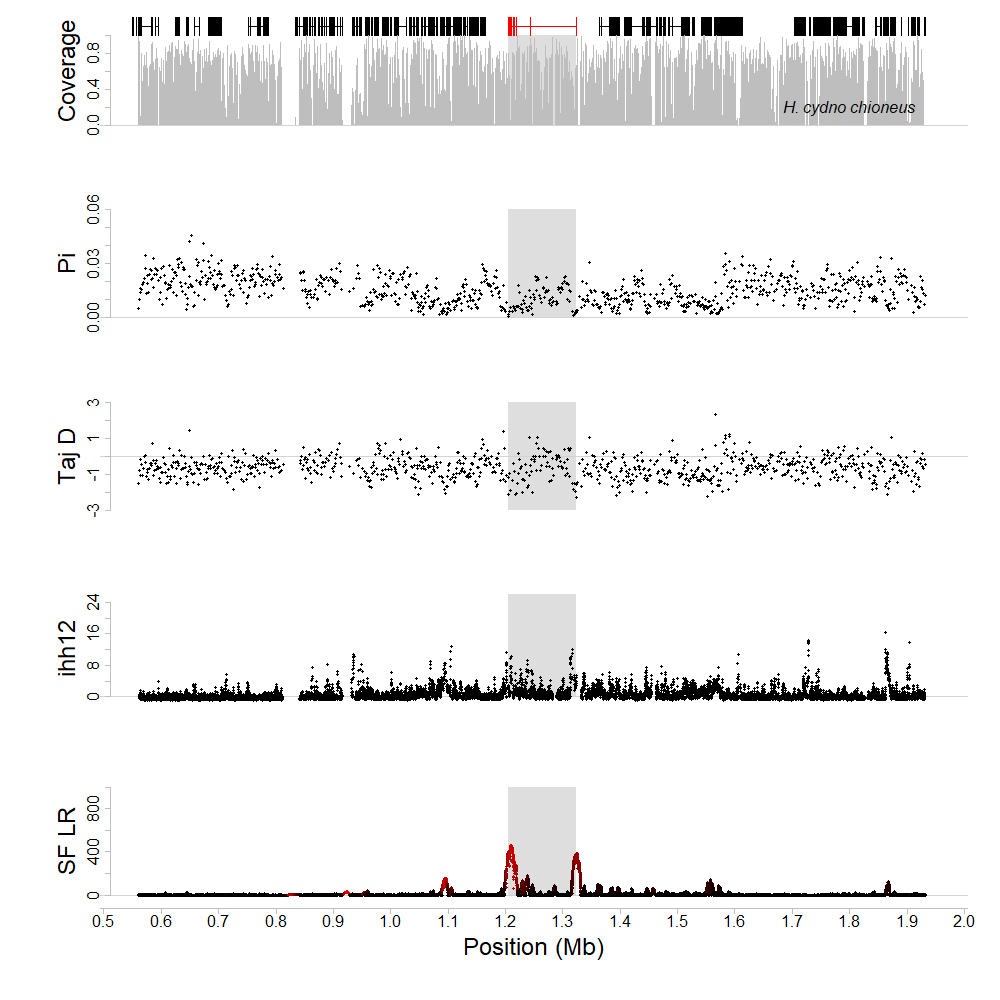 Coverage
0.0 0.4 0.8
H. cydno chioneus
Pi
0.00 0.03 0.06
Taj D
-3 -1 1 3
ihh12
0 8 16 24
SF LR
0 400 800
0.5 0.6 0.7 0.8 0.9 1.0 1.1 1.2 1.3 1.4 1.5 1.6 1.7 1.8 1.9 2.0
Position (Mb)